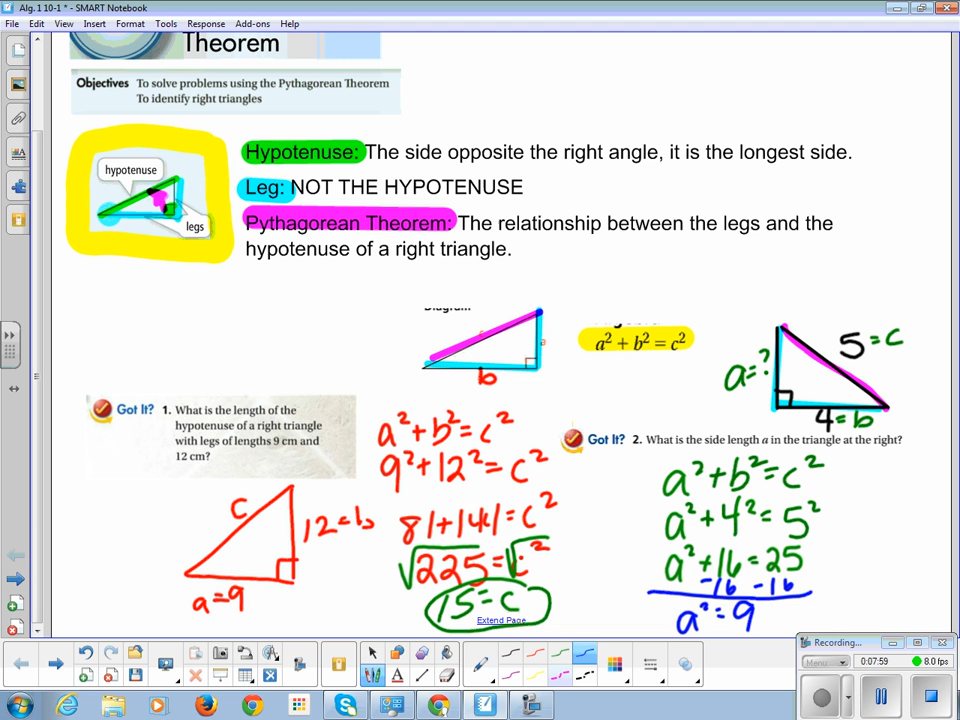 Alg.1 10-1 * - SMART Notebook
File Edit View Insert Format Tools Response Add-ons Help
Theorem
Objectives To solve problems using the Pythagorean Theorem
To identify right triangles
hypotenuse
legs
Hypotenuse: The side opposite the right angle, it is the longest side.
Leg: NOT THE HYPOTENUSE
Pythagorean Theorem: The relationship between the legs and the
hypotenuse of a right triangle.
Diagram
a
b
a² + b² = c²
5 = c
a = ?
4 = b
Got It? 1. What is the length of the
hypotenuse of a right triangle
with legs of lengths 9 cm and
12 cm?
c
12 = b
a = 9
a² + b² = c²
9² + 12² = c²
81 + 144 = c²
√225 = √c²
15 = c
Extend Page
Got It? 2. What is the side length a in the triangle at the right?
a² + b² = c²
a² + 4² = 5²
a² + 16 = 25
-16 -16
a² = 9
Recording...
Menu
0:07:59
8.0 fps